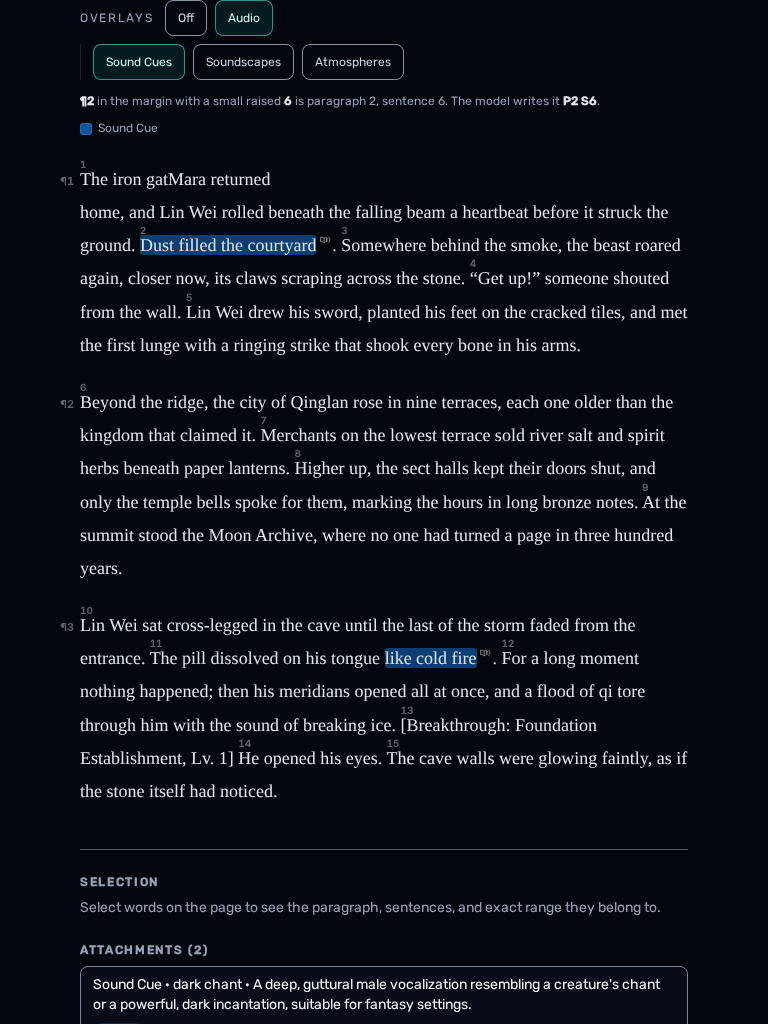 OVERLAYS Off Audio
Sound Cues Soundscapes Atmospheres
¶2 in the margin with a small raised 6 is paragraph 2, sentence 6. The model writes it P2 S6.
Sound Cue
¶1 1 The iron gatMara returned
home, and Lin Wei rolled beneath the falling beam a heartbeat before it struck the
ground. 2 Dust filled the courtyard . 3 Somewhere behind the smoke, the beast roared
again, closer now, its claws scraping across the stone. 4 “Get up!” someone shouted
from the wall. 5 Lin Wei drew his sword, planted his feet on the cracked tiles, and met
the first lunge with a ringing strike that shook every bone in his arms.
¶2 6 Beyond the ridge, the city of Qinglan rose in nine terraces, each one older than the
kingdom that claimed it. 7 Merchants on the lowest terrace sold river salt and spirit
herbs beneath paper lanterns. 8 Higher up, the sect halls kept their doors shut, and
only the temple bells spoke for them, marking the hours in long bronze notes. 9 At the
summit stood the Moon Archive, where no one had turned a page in three hundred
years.
¶3 10 Lin Wei sat cross-legged in the cave until the last of the storm faded from the
entrance. 11 The pill dissolved on his tongue like cold fire . 12 For a long moment
nothing happened; then his meridians opened all at once, and a flood of qi tore
through him with the sound of breaking ice. 13 [Breakthrough: Foundation
Establishment, Lv. 1] 14 He opened his eyes. 15 The cave walls were glowing faintly, as if
the stone itself had noticed.
SELECTION
Select words on the page to see the paragraph, sentences, and exact range they belong to.
ATTACHMENTS (2)
Sound Cue • dark chant • A deep, guttural male vocalization resembling a creature's chant
or a powerful, dark incantation, suitable for fantasy settings.